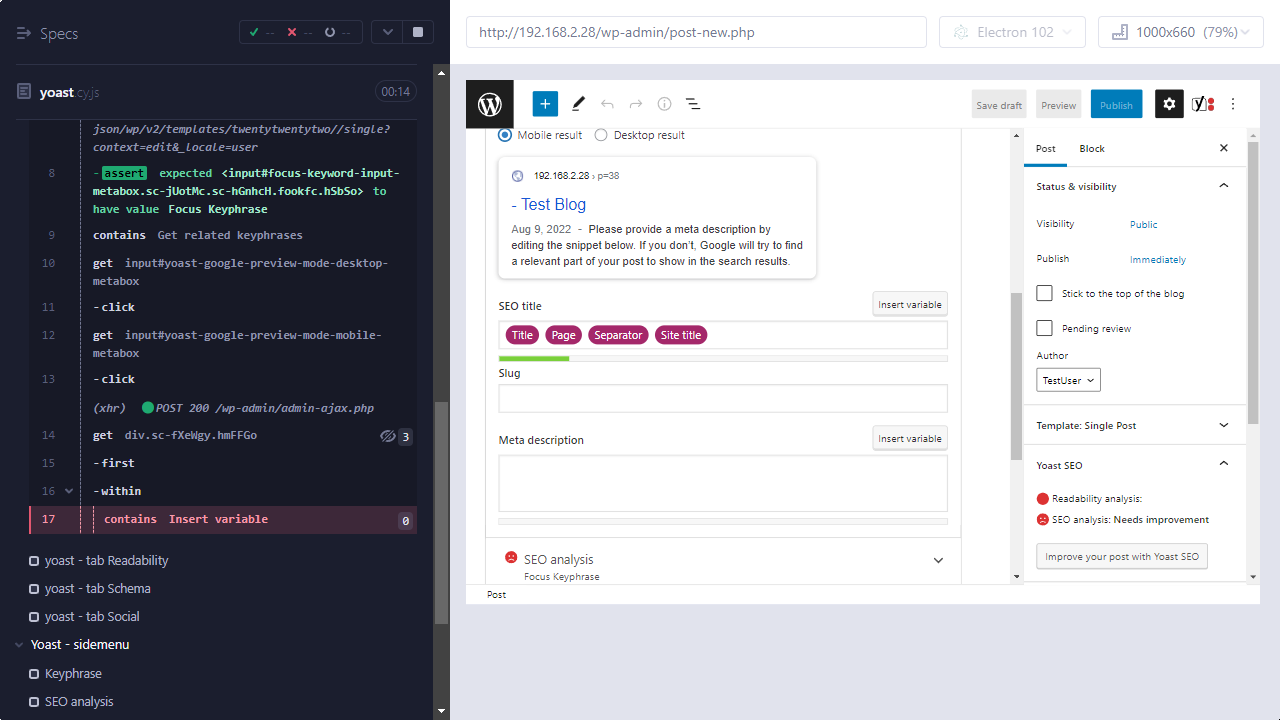 Specs
--
--
--
yoast.cy.js
00:14
json/wp/v2/templates/twentytwentytwo//single?
context=edit&_locale=user
8 -assert expected <input#focus-keyword-input-
metabox.sc-jUotMc.sc-hGnhcH.fookfc.hSbSo> to
have value Focus Keyphrase
9 contains Get related keyphrases
10 get input#yoast-google-preview-mode-desktop-
metabox
11 -click
12 get input#yoast-google-preview-mode-mobile-
metabox
13 -click
(xhr) POST 200 /wp-admin/admin-ajax.php
14 get div.sc-fXeWgy.hmFFGo 3
15 -first
16 -within
17 contains Insert variable 0
yoast - tab Readability
yoast - tab Schema
yoast - tab Social
Yoast - sidemenu
Keyphrase
SEO analysis
http://192.168.2.28/wp-admin/post-new.php
Electron 102
1000x660 (79%)
Save draft
Preview
Publish
Mobile result
Desktop result
192.168.2.28 › p=38
- Test Blog
Aug 9, 2022 - Please provide a meta description by
editing the snippet below. If you don't, Google will try to find
a relevant part of your post to show in the search results.
SEO title
Insert variable
Title Page Separator Site title
Slug
Meta description
Insert variable
SEO analysis
Focus Keyphrase
Post
Post
Block
Status & visibility
Visibility Public
Publish Immediately
Stick to the top of the blog
Pending review
Author
TestUser
Template: Single Post
Yoast SEO
Readability analysis:
SEO analysis: Needs improvement
Improve your post with Yoast SEO